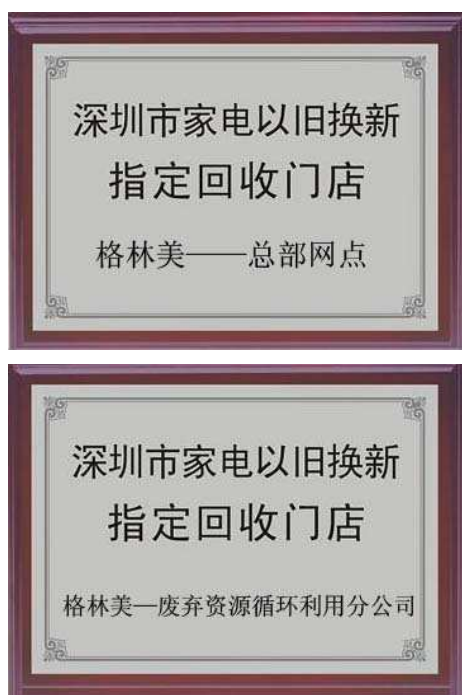 深圳市家电以旧换新
指定回收门店
格林美——总部网点
深圳市家电以旧换新
指定回收门店
格林美—废弃资源循环利用分公司